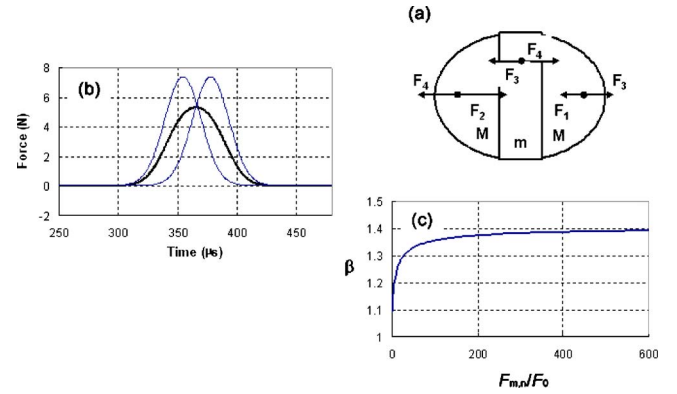 (a)
F4
F3
F4
F3
F2
F1
M
m
M
(b)
Force (N)
8
6
4
2
0
-2
250
300
350
400
450
Time (µs)
(c)
β
1.5
1.4
1.3
1.2
1.1
1
0
200
400
600
Fm,n/F0